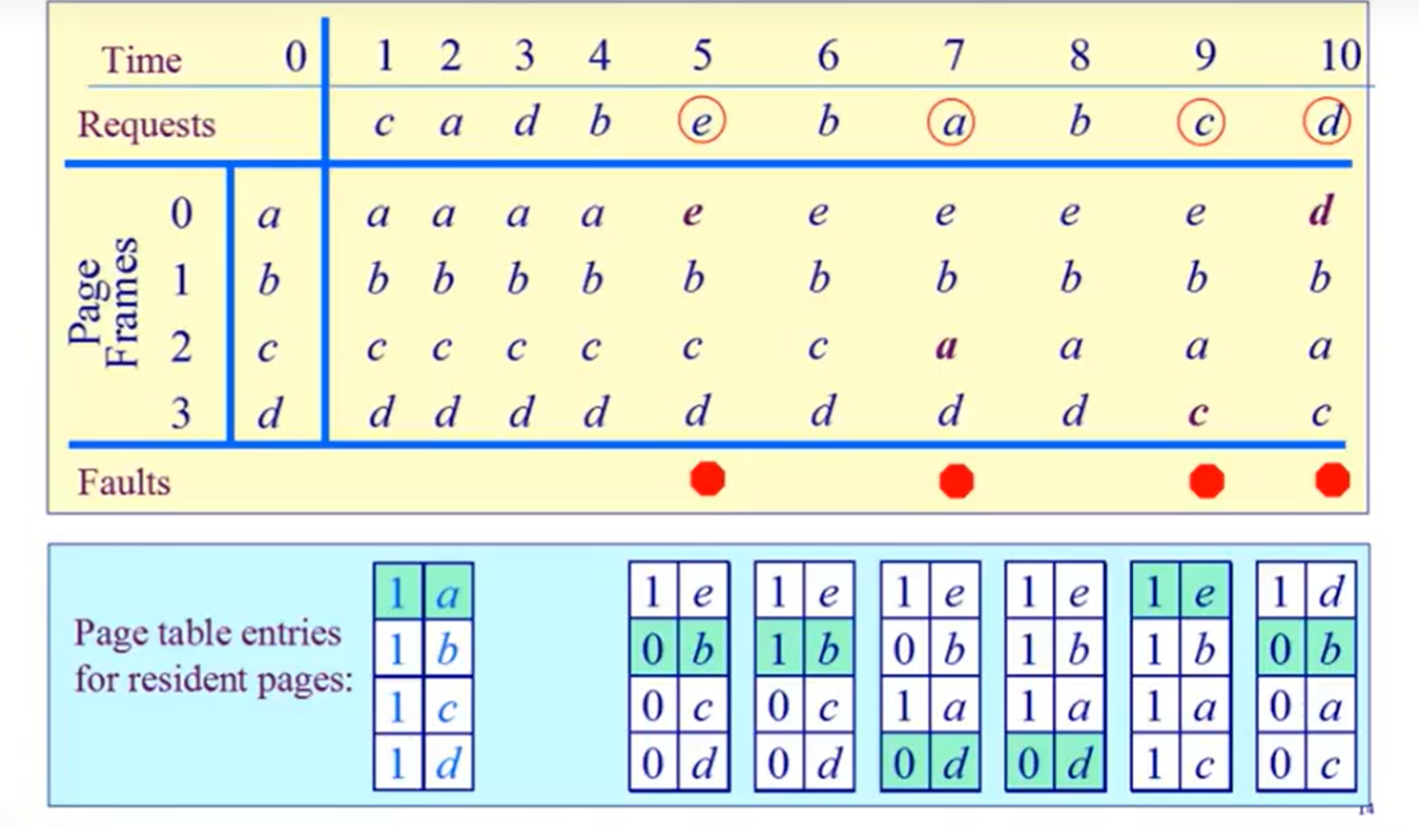 Time 0 1 2 3 4 5 6 7 8 9 10
Requests c a d b e b a b c d
Page Frames
0 a a a a a e e e e e d
1 b b b b b b b b b b b
2 c c c c c c c a a a a
3 d d d d d d d d d c c
Faults
Page table entries
for resident pages:
1 a 1 e 1 e 1 e 1 e 1 e 1 d
1 b 0 b 1 b 0 b 1 b 1 b 0 b
1 c 0 c 0 c 1 a 1 a 1 a 0 a
1 d 0 d 0 d 0 d 0 d 1 c 0 c
14